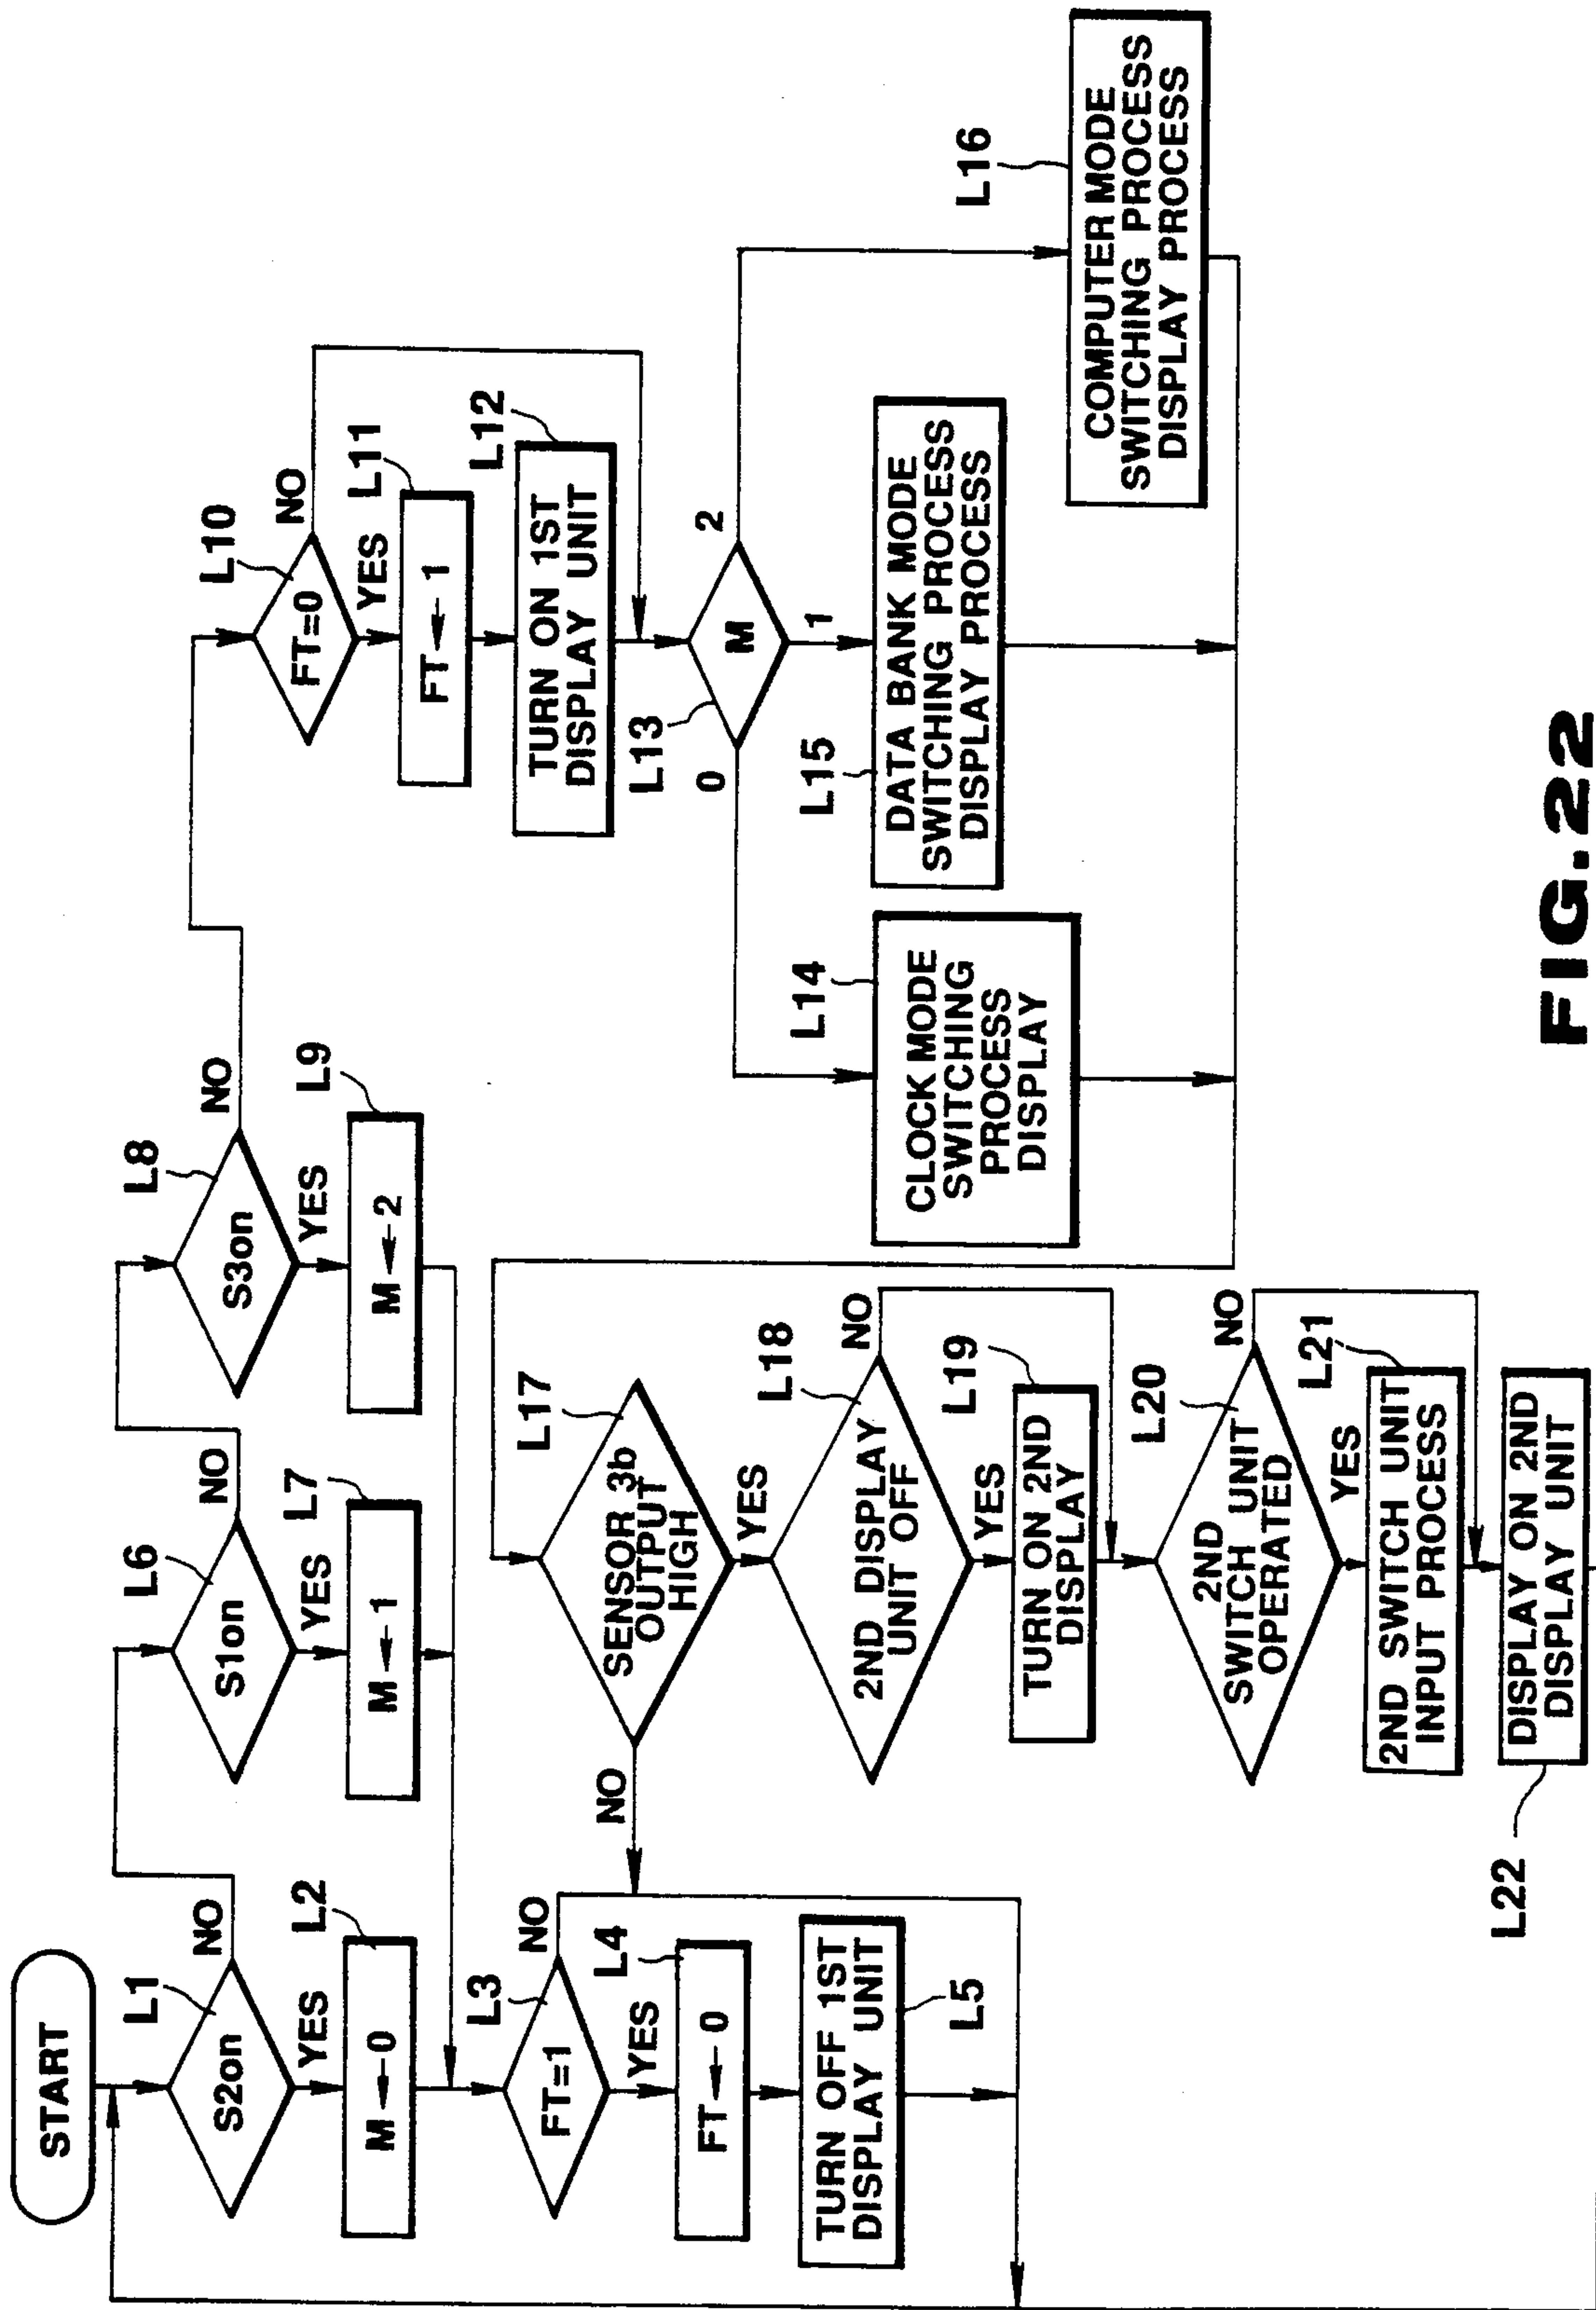 START
L1
S2on
NO
YES
L2
M←0
L3
FT=1
NO
YES
L4
FT←0
TURN OFF 1ST
DISPLAY UNIT
L5
L6
S1on
NO
YES
L7
M←1
L8
S3on
NO
YES
L9
M←2
L10
FT=0
NO
YES
L11
FT←1
L12
TURN ON 1ST
DISPLAY UNIT
L13
M
0
1
2
L14
CLOCK MODE
SWITCHING
PROCESS
DISPLAY
L15
DATA BANK MODE
SWITCHING PROCESS
DISPLAY PROCESS
L16
COMPUTER MODE
SWITCHING PROCESS
DISPLAY PROCESS
L17
SENSOR 3b
OUTPUT
HIGH
NO
YES
L18
2ND DISPLAY
UNIT OFF
NO
YES
L19
TURN ON 2ND
DISPLAY
L20
2ND
SWITCH UNIT
OPERATED
NO
YES
L21
2ND SWITCH UNIT
INPUT PROCESS
DISPLAY ON 2ND
DISPLAY UNIT
L22
FIG.22